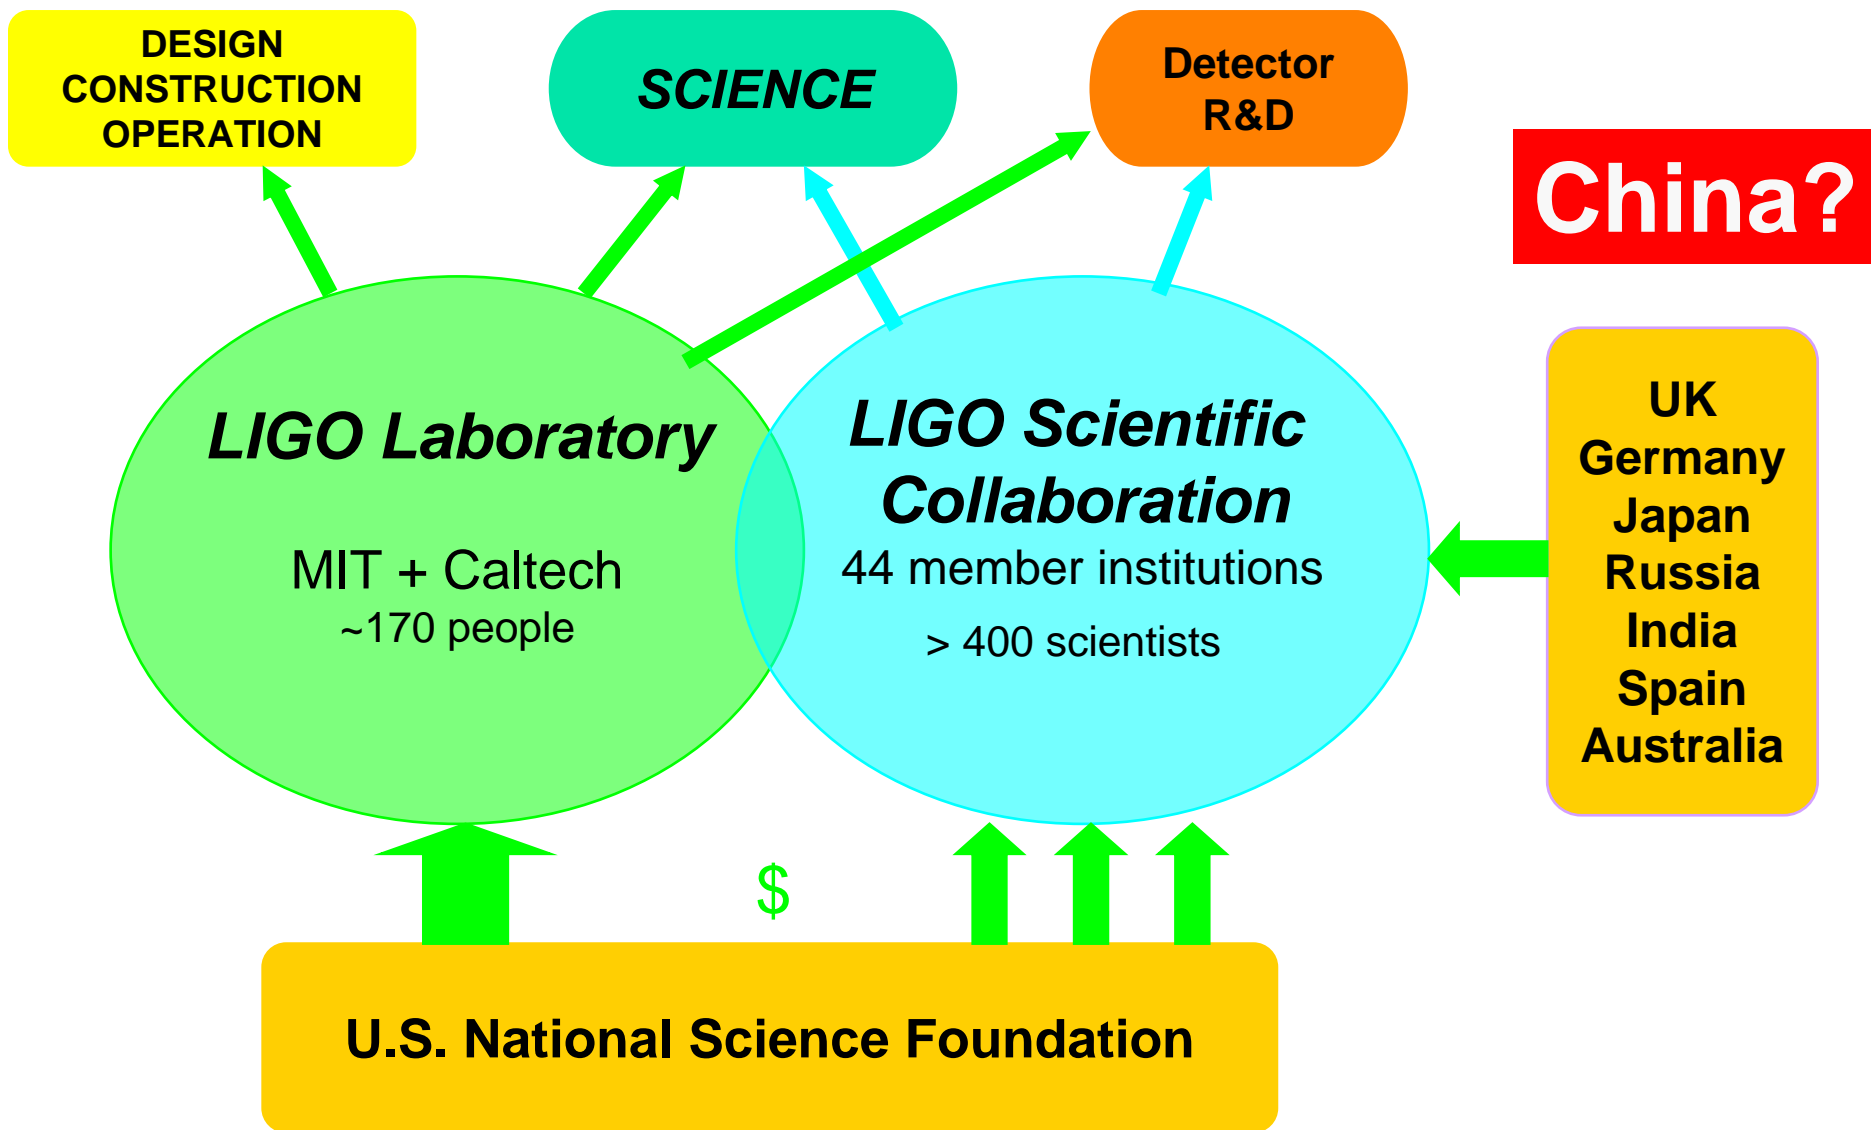 DESIGN
CONSTRUCTION
OPERATION
SCIENCE
Detector
R&D
China?
LIGO Laboratory
MIT + Caltech
~170 people
LIGO Scientific
Collaboration
44 member institutions
> 400 scientists
UK
Germany
Japan
Russia
India
Spain
Australia
$
U.S. National Science Foundation